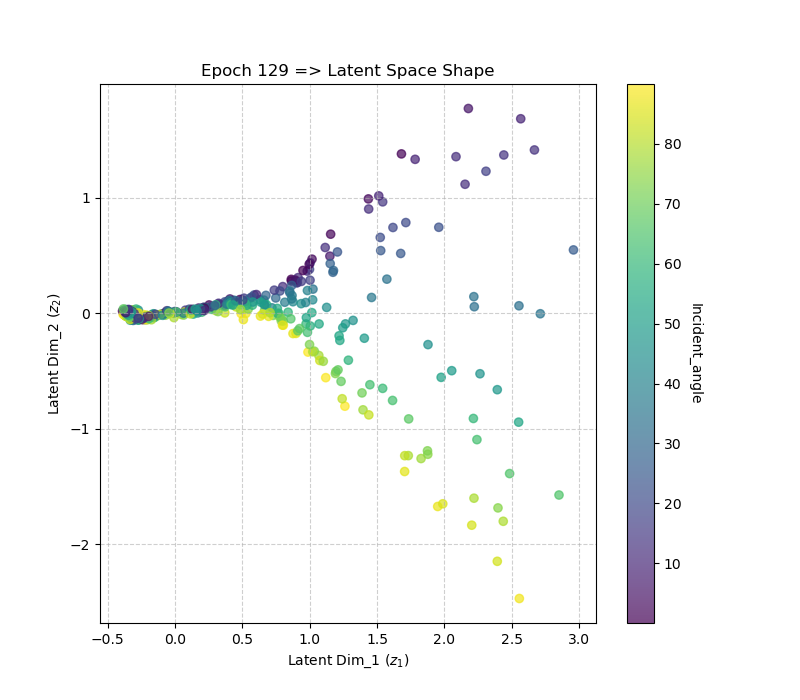 Epoch 129 => Latent Space Shape
1
0
−1
−2
−0.5 0.0 0.5 1.0 1.5 2.0 2.5 3.0
Latent Dim_1 (z₁)
Latent Dim_2 (z₂)
80
70
60
50
40
30
20
10
Incident_angle